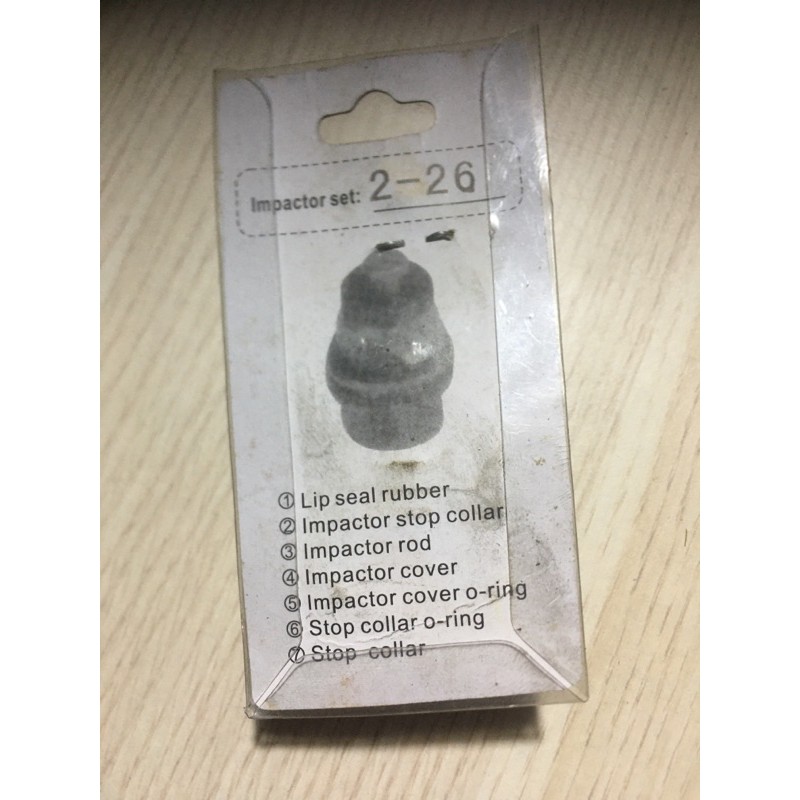 Impactor set: 2-26
① Lip seal rubber
② Impactor stop collar
③ Impactor rod
④ Impactor cover
⑤ Impactor cover o-ring
⑥ Stop collar o-ring
⑦ Stop collar